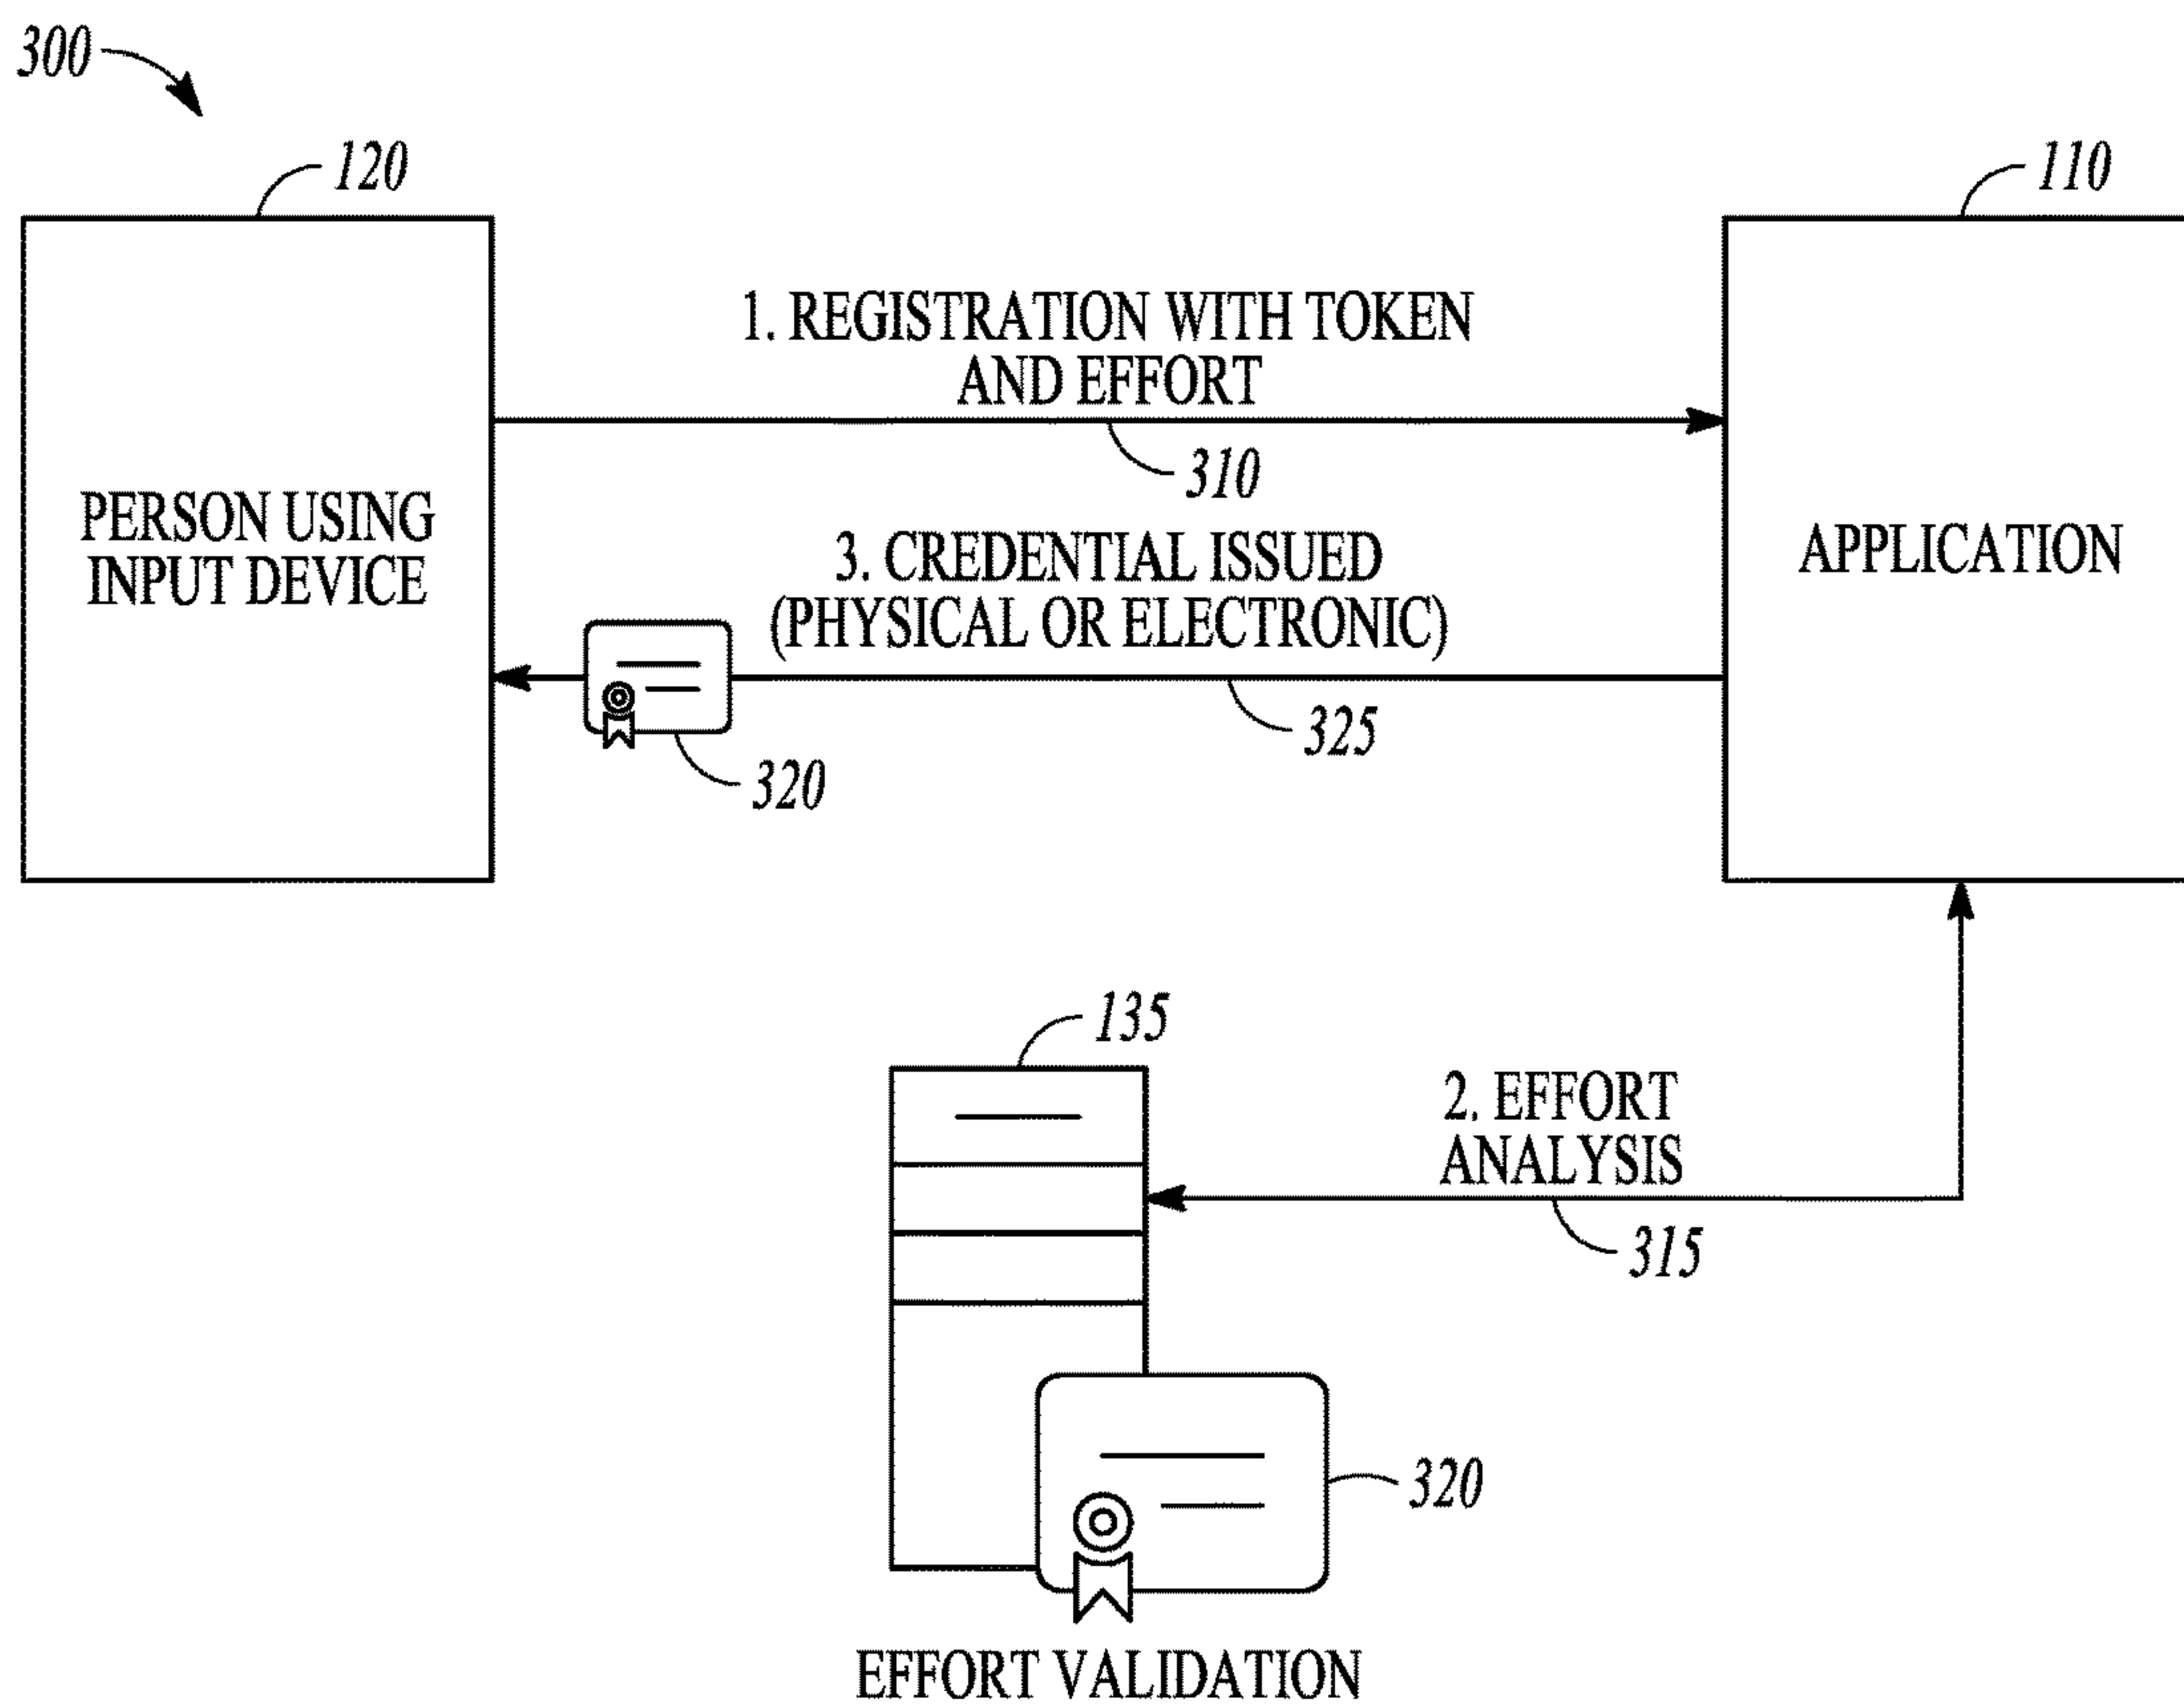 300
120
110
1. REGISTRATION WITH TOKEN
AND EFFORT
310
PERSON USING
INPUT DEVICE
3. CREDENTIAL ISSUED
(PHYSICAL OR ELECTRONIC)
APPLICATION
325
320
135
2. EFFORT
ANALYSIS
315
320
EFFORT VALIDATION